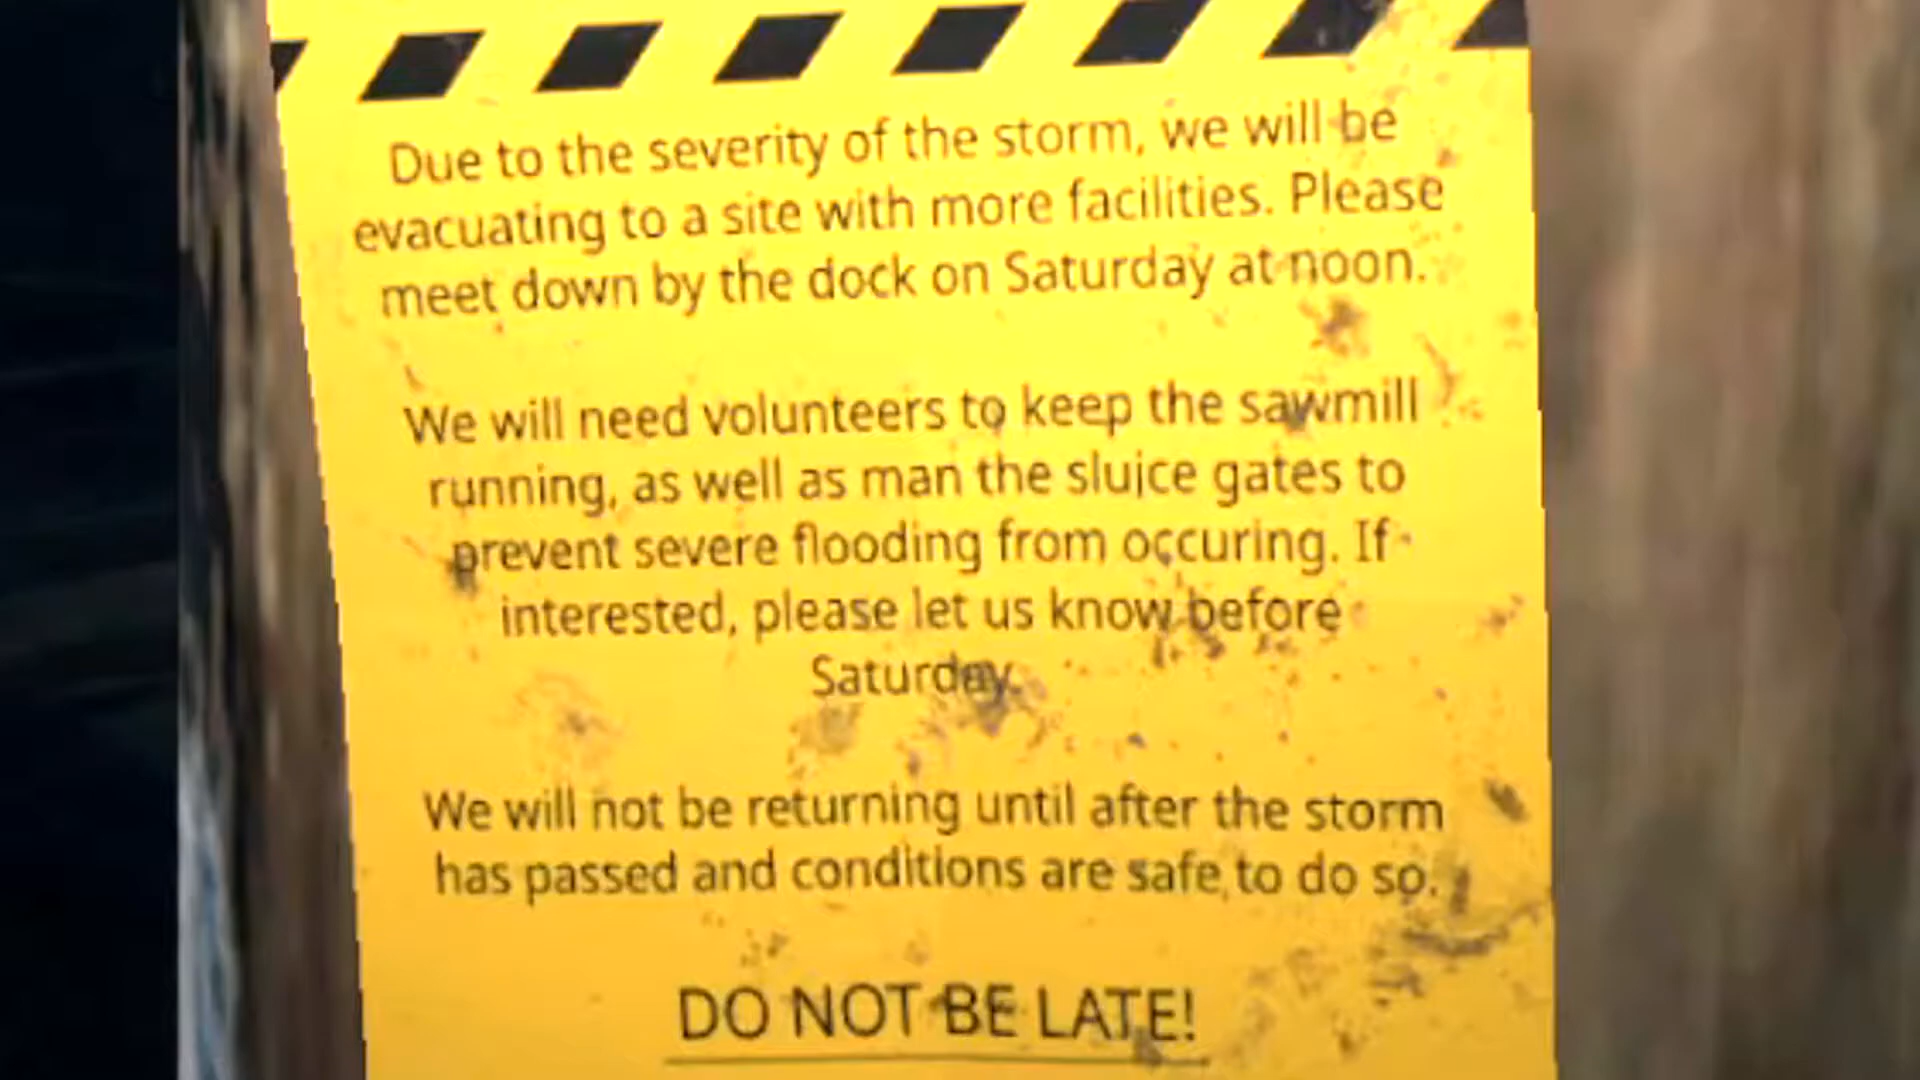 Due to the severity of the storm, we will be
evacuating to a site with more facilities. Please
meet down by the dock on Saturday at noon.
We will need volunteers to keep the sawmill
running, as well as man the sluice gates to
prevent severe flooding from occuring. If
interested, please let us know before
Saturday.
We will not be returning until after the storm
has passed and conditions are safe to do so.
DO NOT BE LATE!